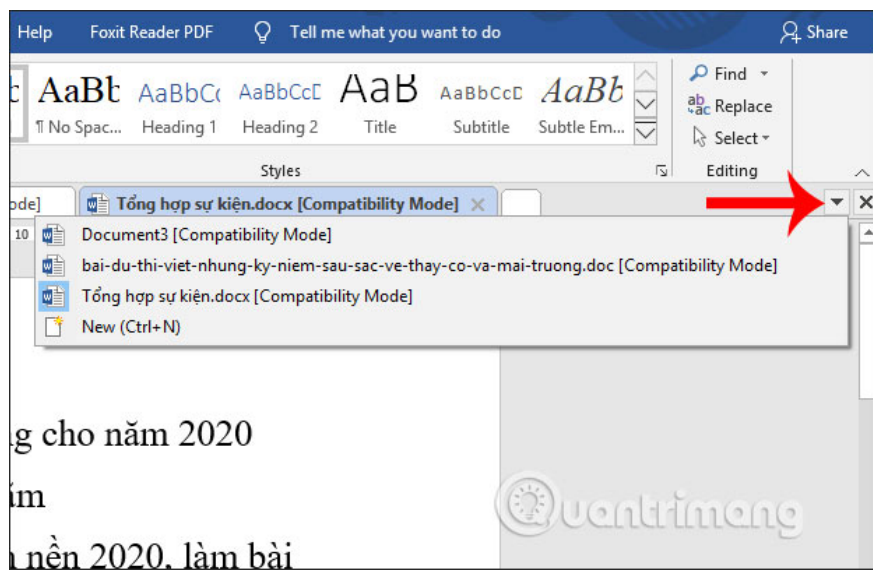 Help Foxit Reader PDF Tell me what you want to do Share
AaBb AaBbCc AaBbCcD AaB AaBbCcD AaBb Find
Replace
¶ No Spac... Heading 1 Heading 2 Title Subtitle Subtle Em... Select
Styles Editing
ode] Tổng hợp sự kiện.docx [Compatibility Mode]
10 Document3 [Compatibility Mode]
bai-du-thi-viet-nhung-ky-niem-sau-sac-ve-thay-co-va-mai-truong.doc [Compatibility Mode]
Tổng hợp sự kiện.docx [Compatibility Mode]
New (Ctrl+N)
g cho năm 2020
ăm
nền 2020, làm bài
Quantrimang